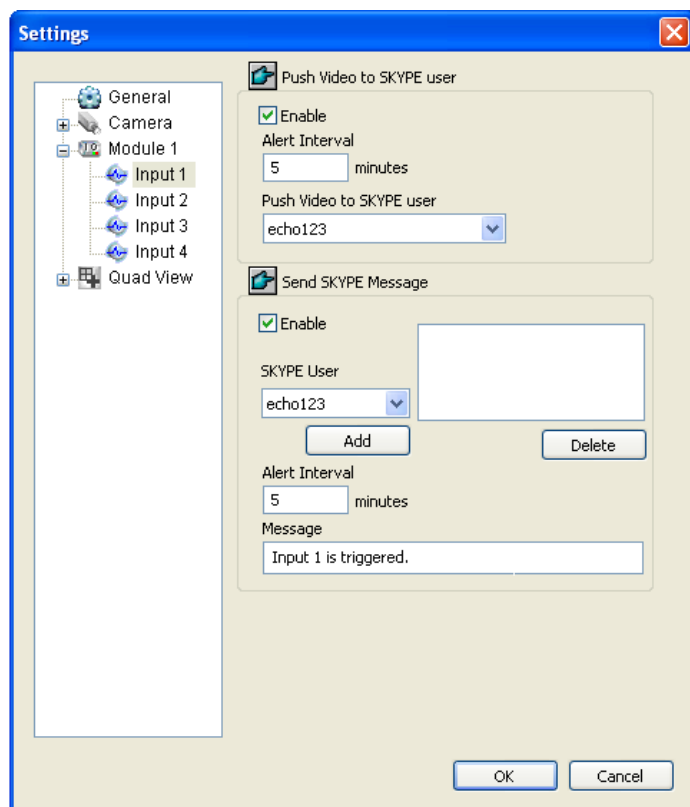 Settings
General
Camera
Module 1
Input 1
Input 2
Input 3
Input 4
Quad View
Push Video to SKYPE user
Enable
Alert Interval
5 minutes
Push Video to SKYPE user
echo123
Send SKYPE Message
Enable
SKYPE User
echo123
Add
Delete
Alert Interval
5 minutes
Message
Input 1 is triggered.
OK
Cancel